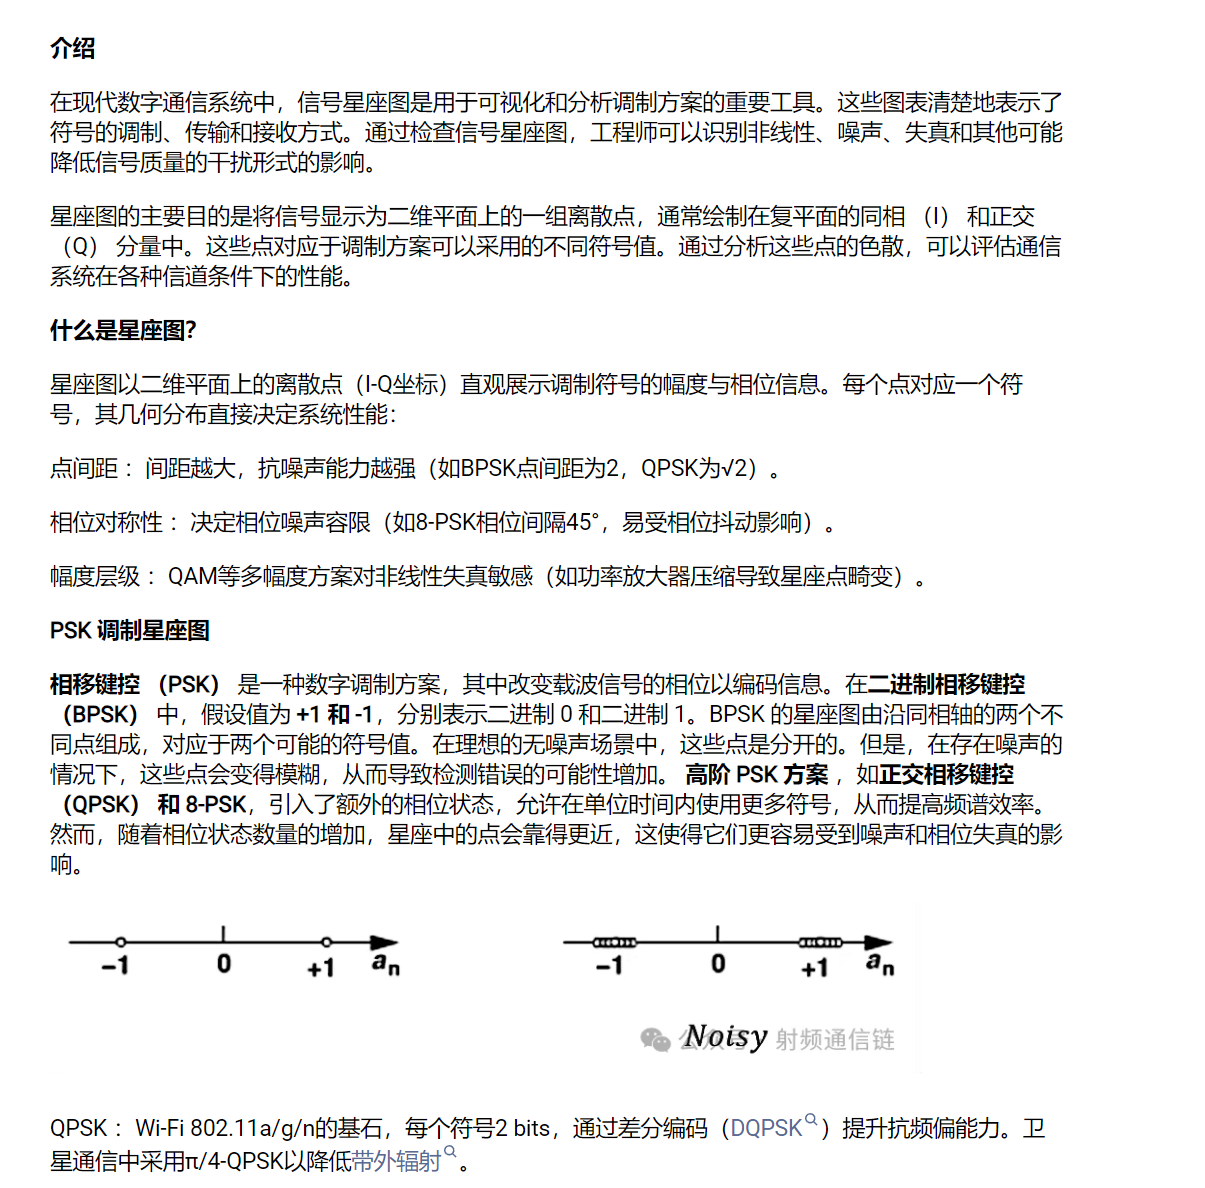 介绍
在现代数字通信系统中，信号星座图是用于可视化和分析调制方案的重要工具。这些图表清楚地表示了
符号的调制、传输和接收方式。通过检查信号星座图，工程师可以识别非线性、噪声、失真和其他可能
降低信号质量的干扰形式的影响。
星座图的主要目的是将信号显示为二维平面上的一组离散点，通常绘制在复平面的同相 （I） 和正交
（Q） 分量中。这些点对应于调制方案可以采用的不同符号值。通过分析这些点的色散，可以评估通信
系统在各种信道条件下的性能。
什么是星座图?
星座图以二维平面上的离散点（I-Q坐标）直观展示调制符号的幅度与相位信息。每个点对应一个符
号，其几何分布直接决定系统性能：
点间距 ：间距越大，抗噪声能力越强（如BPSK点间距为2，QPSK为√2）。
相位对称性 ：决定相位噪声容限（如8-PSK相位间隔45°，易受相位抖动影响）。
幅度层级 ：QAM等多幅度方案对非线性失真敏感（如功率放大器压缩导致星座点畸变）。
PSK 调制星座图
相移键控 （PSK） 是一种数字调制方案，其中改变载波信号的相位以编码信息。在二进制相移键控
（BPSK） 中，假设值为 +1 和 -1，分别表示二进制 0 和二进制 1。BPSK 的星座图由沿同相轴的两个不
同点组成，对应于两个可能的符号值。在理想的无噪声场景中，这些点是分开的。但是，在存在噪声的
情况下，这些点会变得模糊，从而导致检测错误的可能性增加。 高阶 PSK 方案 ，如正交相移键控
（QPSK） 和 8-PSK，引入了额外的相位状态，允许在单位时间内使用更多符号，从而提高频谱效率。
然而，随着相位状态数量的增加，星座中的点会靠得更近，这使得它们更容易受到噪声和相位失真的影
响。
−1 0 +1 an
−1 0 +1 an
Noisy
公众号 射频通信链
QPSK ：Wi-Fi 802.11a/g/n的基石，每个符号2 bits，通过差分编码（DQPSK）提升抗频偏能力。卫
星通信中采用π/4-QPSK以降低带外辐射。